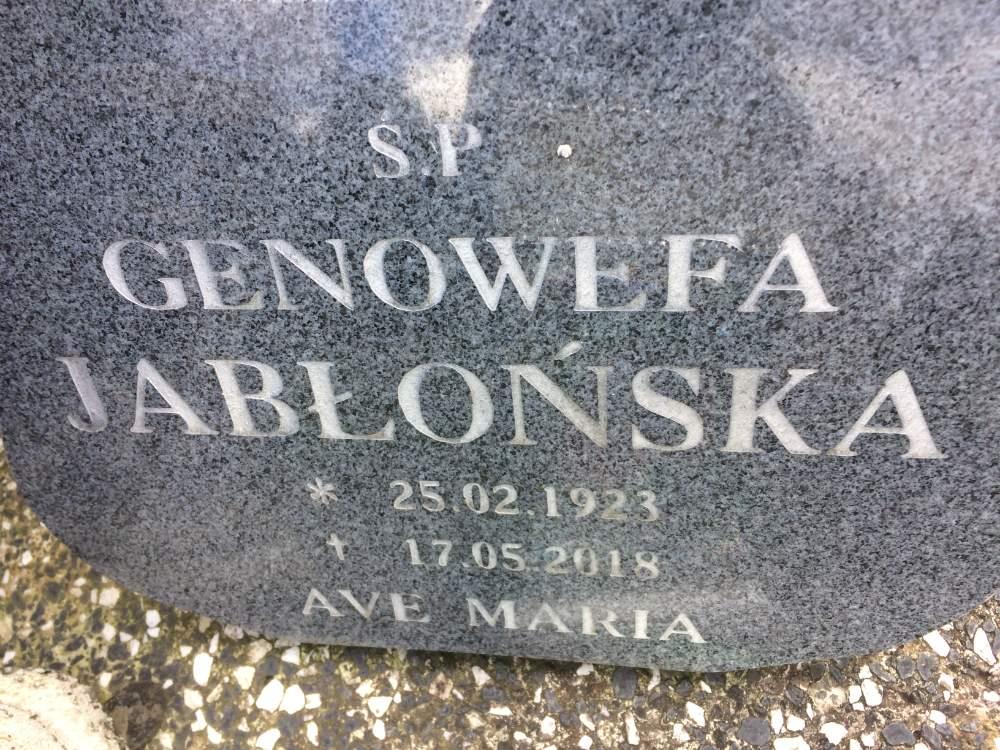 Ś.P
GENOWEFA
JABŁOŃSKA
* 25.02.1923
† 17.05.2018
AVE MARIA